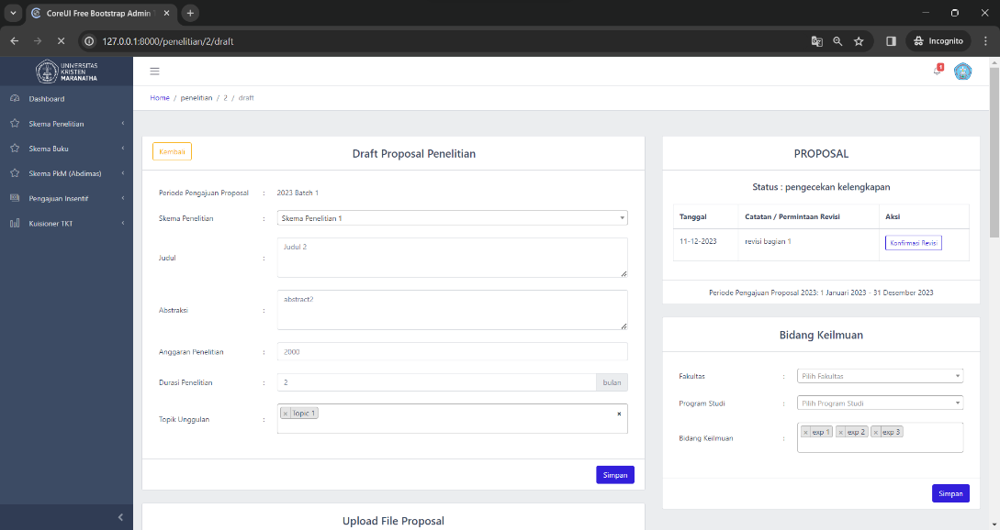 CoreUI Free Bootstrap Admin
127.0.0.1:8000/penelitian/2/draft
Incognito
UNIVERSITAS
KRISTEN
MARANATHA
Dashboard
Skema Penelitian
Skema Buku
Skema PkM (Abdimas)
Pengajuan Insentif
Kuisioner TKT
1
Home / penelitian / 2 / draft
Kembali
Draft Proposal Penelitian
Periode Pengajuan Proposal : 2023 Batch 1
Skema Penelitian : Skema Penelitian 1
Judul : Judul 2
Abstraksi : abstract2
Anggaran Penelitian : 2000
Durasi Penelitian : 2 bulan
Topik Unggulan : × Topic 1 ×
Simpan
Upload File Proposal
PROPOSAL
Status : pengecekan kelengkapan
Tanggal Catatan / Permintaan Revisi Aksi
11-12-2023 revisi bagian 1 Konfirmasi Revisi
Periode Pengajuan Proposal 2023: 1 Januari 2023 - 31 Desember 2023
Bidang Keilmuan
Fakultas : Pilih Fakultas
Program Studi : Pilih Program Studi
Bidang Keilmuan : × exp 1 × exp 2 × exp 3
Simpan